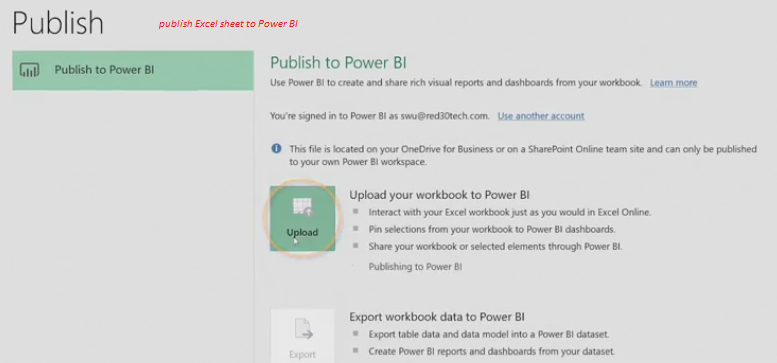 Publish
publish Excel sheet to Power BI
Publish to Power BI
Publish to Power BI
Use Power BI to create and share rich visual reports and dashboards from your workbook. Learn more
You're signed in to Power BI as swu@red30tech.com. Use another account
This file is located on your OneDrive for Business or on a SharePoint Online team site and can only be published
to your own Power BI workspace.
Upload
Upload your workbook to Power BI
Interact with your Excel workbook just as you would in Excel Online.
Pin selections from your workbook to Power BI dashboards.
Share your workbook or selected elements through Power BI.
Publishing to Power BI
Export
Export workbook data to Power BI
Export table data and data model into a Power BI dataset.
Create Power BI reports and dashboards from your dataset.